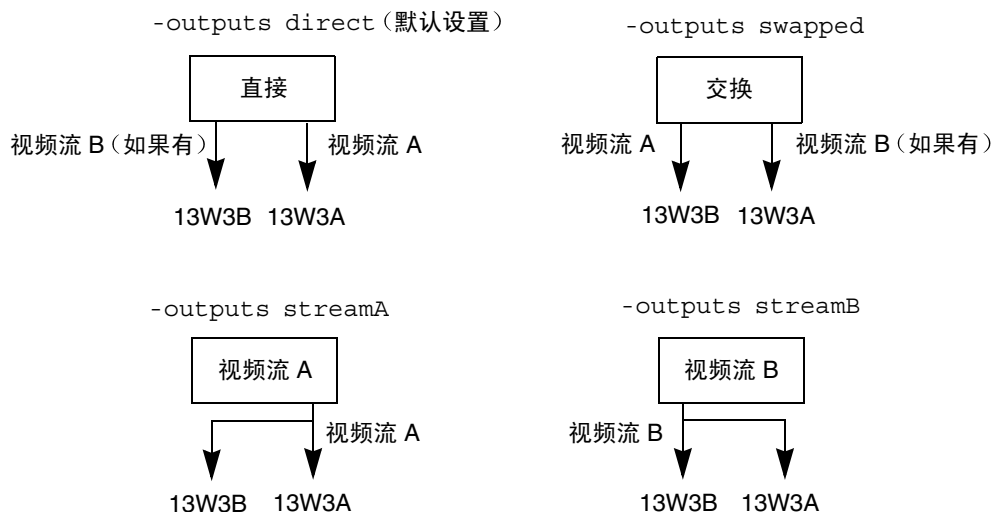 -outputs direct（默认设置）
直接
视频流 B（如果有）
视频流 A
13W3B 13W3A
-outputs swapped
交换
视频流 A
视频流 B（如果有）
13W3B 13W3A
-outputs streamA
视频流 A
视频流 A
13W3B 13W3A
-outputs streamB
视频流 B
视频流 B
13W3B 13W3A